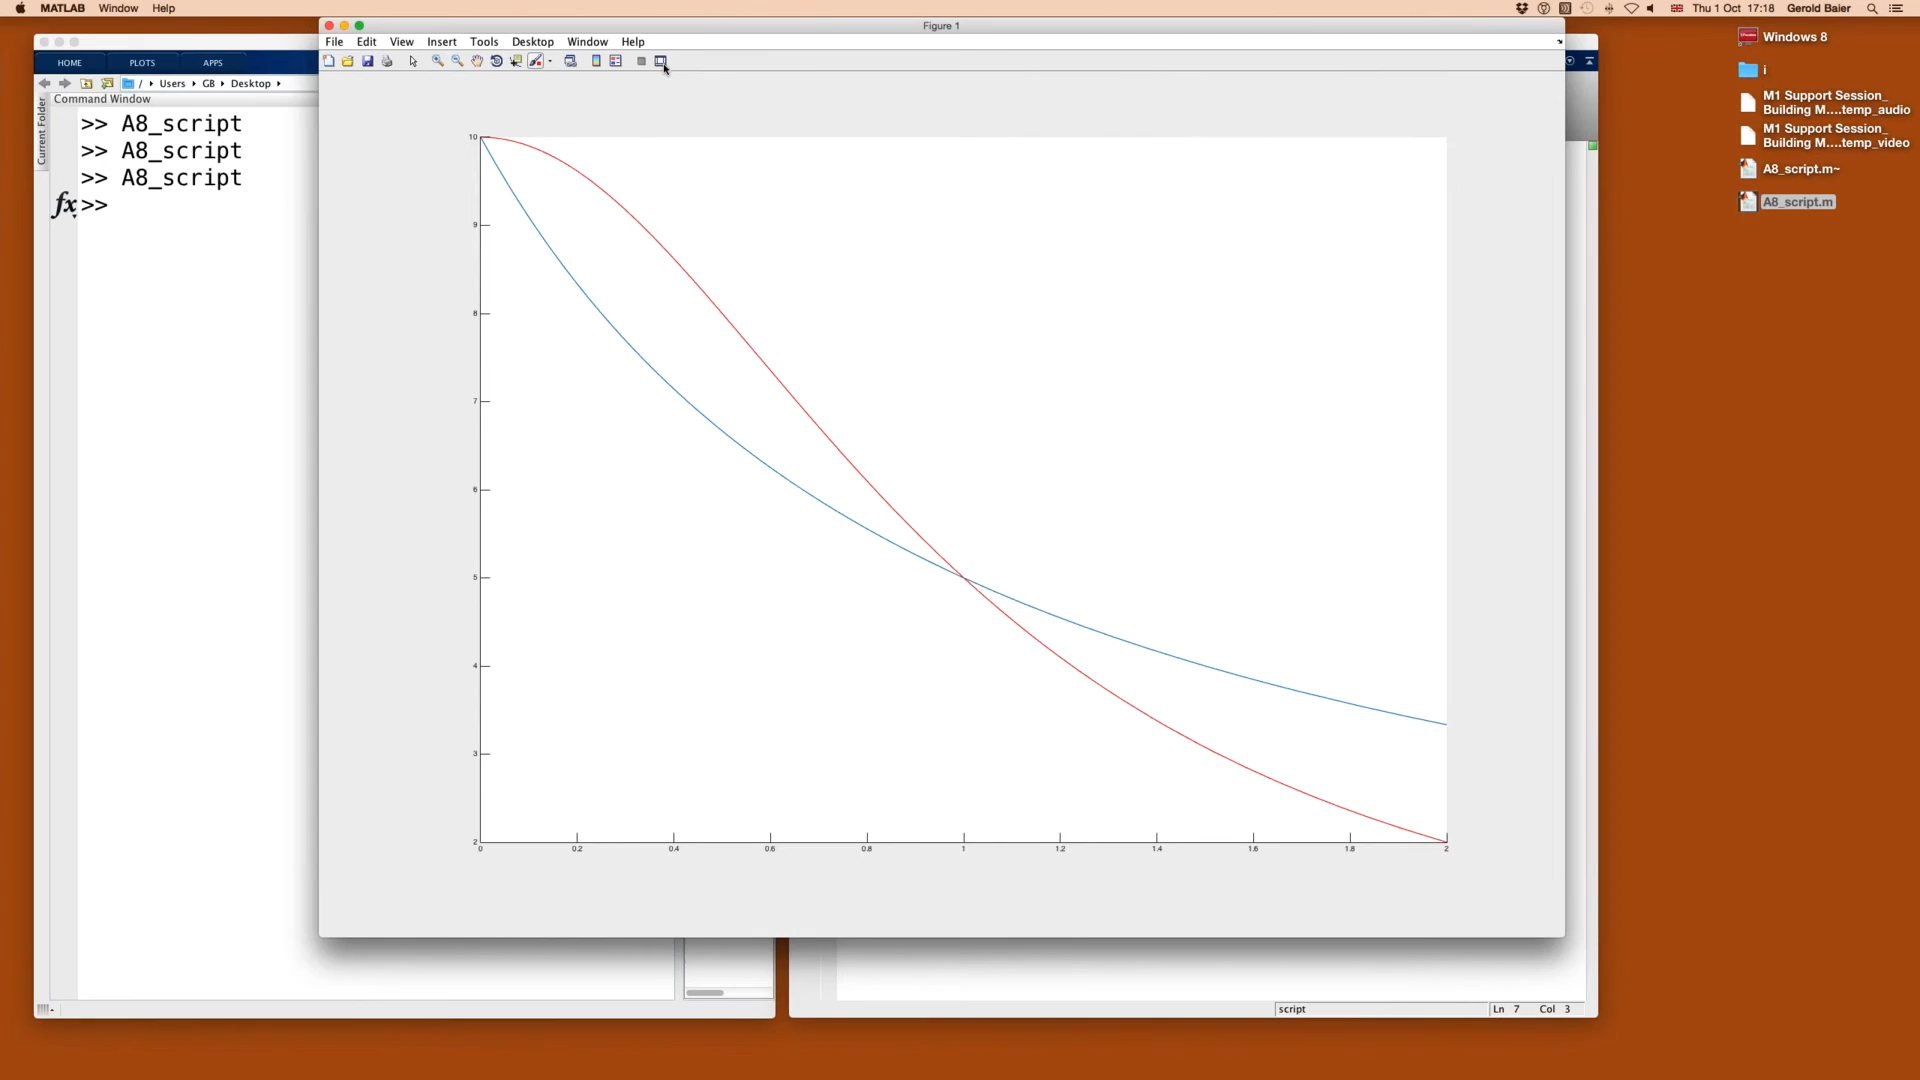 MATLAB Window Help
Thu 1 Oct 17:18 Gerold Baier
Figure 1
File Edit View Insert Tools Desktop Window Help
HOME PLOTS APPS
/ Users GB Desktop
Current Folder
Command Window
>> A8_script
>> A8_script
>> A8_script
fx >>
10
9
8
7
6
5
4
3
2
0 0.2 0.4 0.6 0.8 1 1.2 1.4 1.6 1.8 2
script Ln 7 Col 3
Windows 8
i
M1 Support Session_
Building M....temp_audio
M1 Support Session_
Building M....temp_video
A8_script.m~
A8_script.m